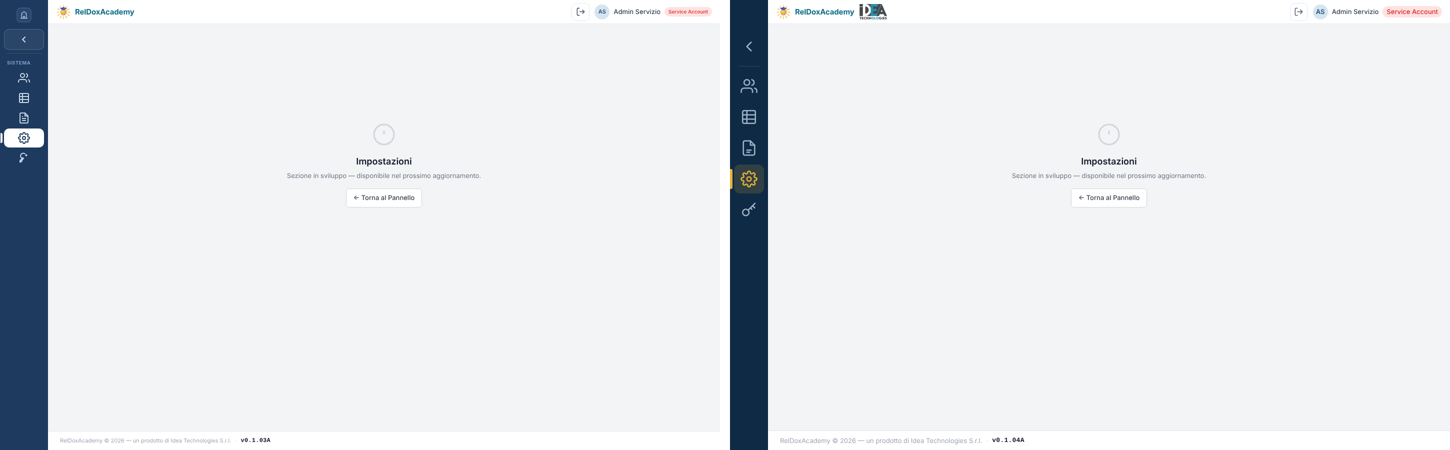 RelDoxAcademy
AS Admin Servizio Service Account
SISTEMA
Impostazioni
Sezione in sviluppo — disponibile nel prossimo aggiornamento.
← Torna al Pannello
RelDoxAcademy © 2026 — un prodotto di Idea Technologies S.r.l. v0.1.03A
RelDoxAcademy IDEA TECHNOLOGIES
AS Admin Servizio Service Account
Impostazioni
Sezione in sviluppo — disponibile nel prossimo aggiornamento.
← Torna al Pannello
RelDoxAcademy © 2026 — un prodotto di Idea Technologies S.r.l. v0.1.04A